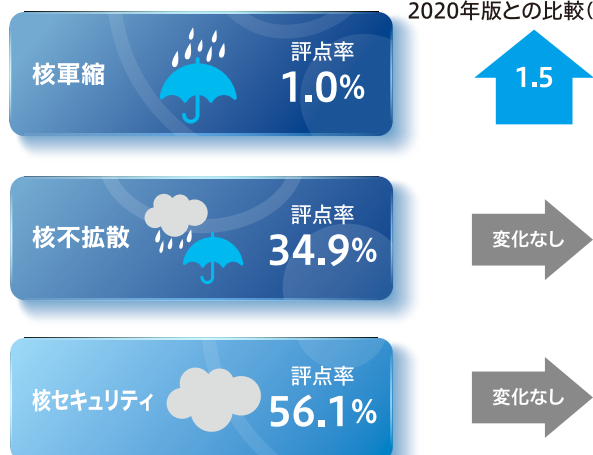 2020年版との比較(
核軍縮
評点率
1.0%
1.5
核不拡散
評点率
34.9%
変化なし
核セキュリティ
評点率
56.1%
変化なし